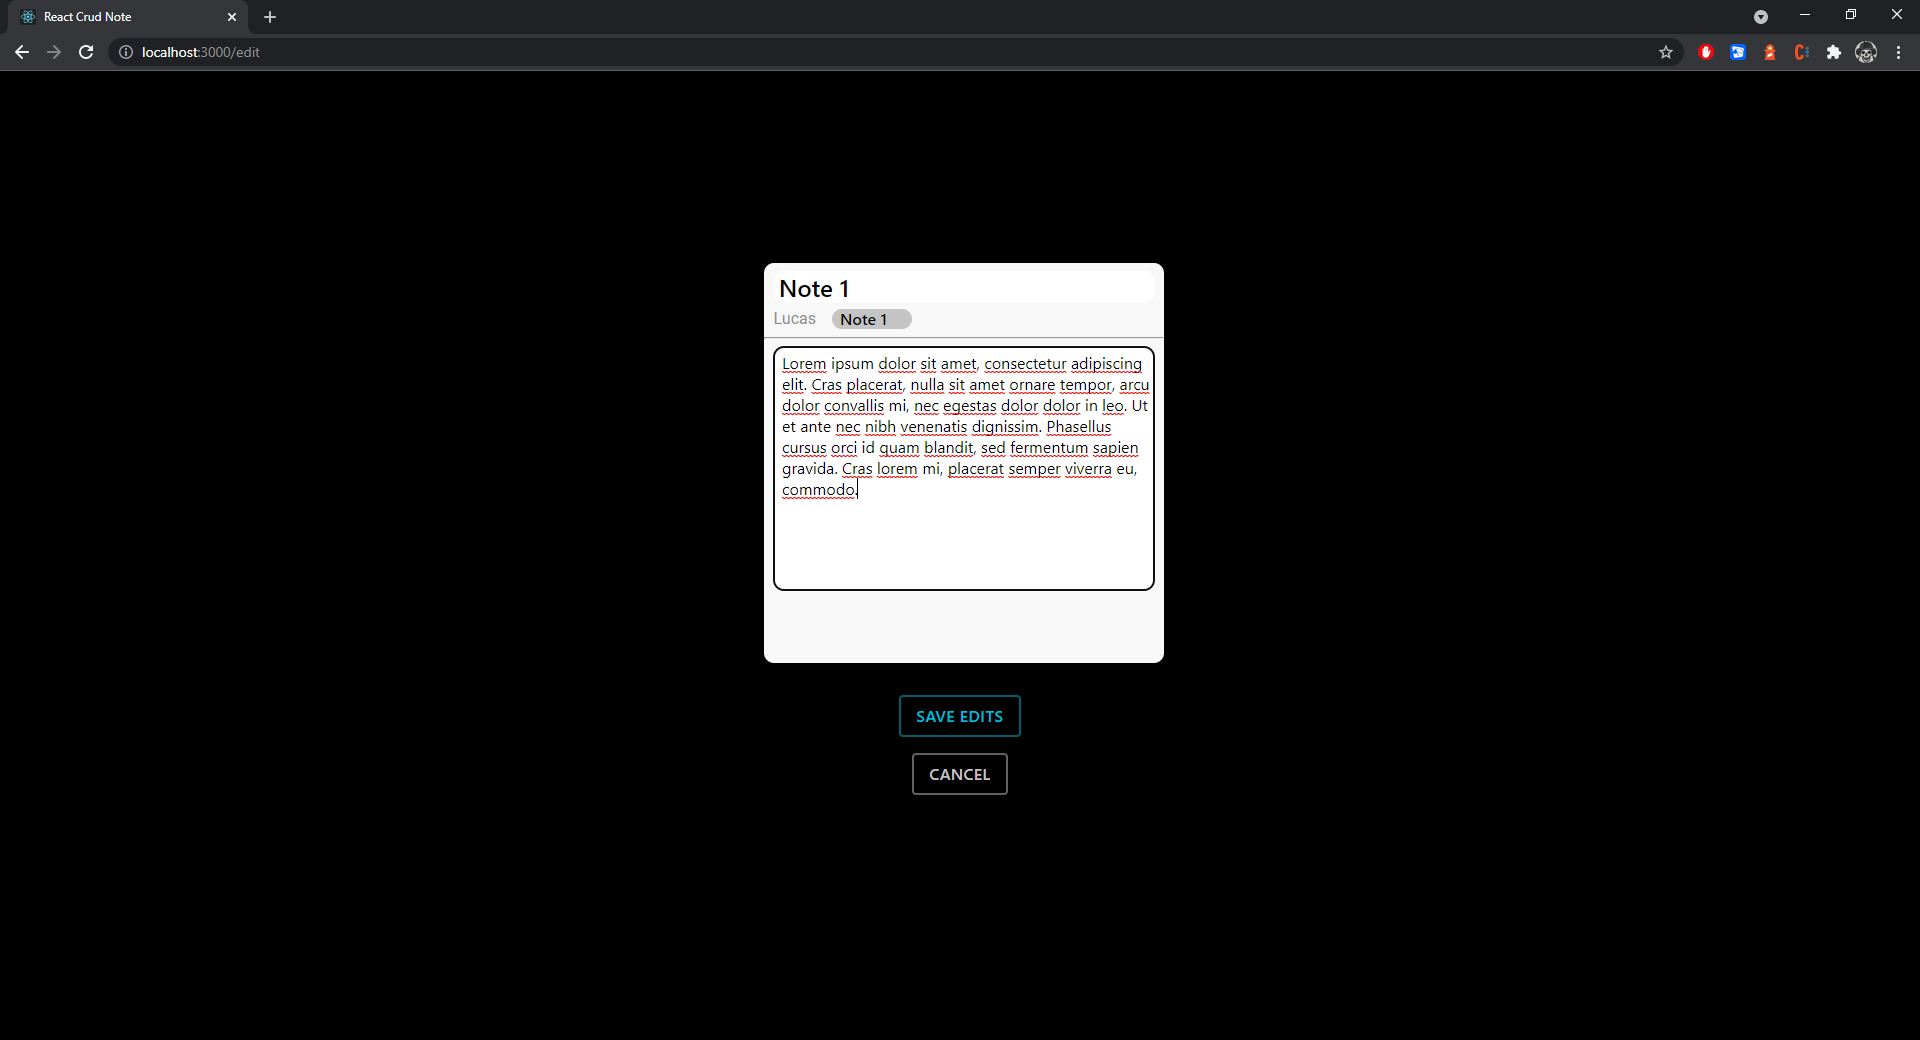 React Crud Note
localhost:3000/edit
Note 1
Lucas Note 1
Lorem ipsum dolor sit amet, consectetur adipiscing
elit. Cras placerat, nulla sit amet ornare tempor, arcu
dolor convallis mi, nec egestas dolor dolor in leo. Ut
et ante nec nibh venenatis dignissim. Phasellus
cursus orci id quam blandit, sed fermentum sapien
gravida. Cras lorem mi, placerat semper viverra eu,
commodo.
SAVE EDITS
CANCEL